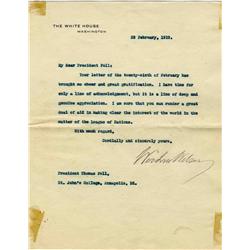 THE WHITE HOUSE
WASHINGTON
28 February, 1919.
My dear President Fell:
Your letter of the twenty-sixth of February has
brought me cheer and great gratification. I have time for
only a line of acknowledgment, but it is a line of deep and
genuine appreciation. I am sure that you can render a great
deal of aid in making clear the interest of the world in the
matter of the League of Nations.
With much regard,
Cordially and sincerely yours,
Woodrow Wilson
President Thomas Fell,
St. John's College, Annapolis, Md.